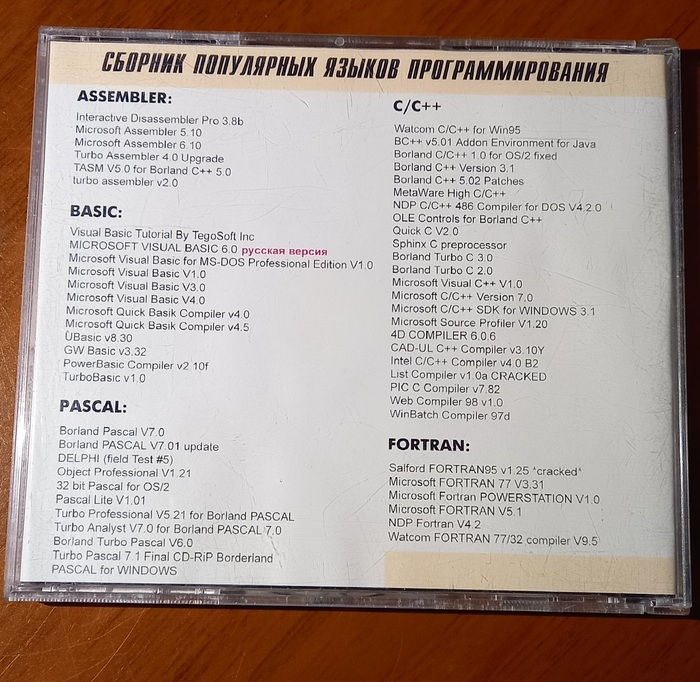 СБОРНИК ПОПУЛЯРНЫХ ЯЗЫКОВ ПРОГРАММИРОВАНИЯ
ASSEMBLER:
Interactive Disassembler Pro 3.8b
Microsoft Assembler 5.10
Microsoft Assembler 6.10
Turbo Assembler 4.0 Upgrade
TASM V5.0 for Borland C++ 5.0
turbo assembler v2.0
BASIC:
Visual Basic Tutorial By TegoSoft Inc
MICROSOFT VISUAL BASIC 6.0 русская версия
Microsoft Visual Basic for MS-DOS Professional Edition V1.0
Microsoft Visual Basic V1.0
Microsoft Visual Basic V3.0
Microsoft Visual Basic V4.0
Microsoft Quick Basik Compiler v4.0
Microsoft Quick Basik Compiler v4.5
UBasic v8.30
GW Basic v3.32
PowerBasic Compiler v2.10f
TurboBasic v1.0
PASCAL:
Borland Pascal V7.0
Borland PASCAL V7.01 update
DELPHI (field Test #5)
Object Professional V1.21
32 bit Pascal for OS/2
Pascal Lite V1.01
Turbo Professional V5.21 for Borland PASCAL
Turbo Analyst V7.0 for Borland PASCAL 7.0
Borland Turbo Pascal V6.0
Turbo Pascal 7.1 Final CD-RiP Borderland
PASCAL for WINDOWS
C/C++
Watcom C/C++ for Win95
BC++ v5.01 Addon Environment for Java
Borland C/C++ 1.0 for OS/2 fixed
Borland C++ Version 3.1
Borland C++ 5.02 Patches
MetaWare High C/C++
NDP C/C++ 486 Compiler for DOS V4.2.0
OLE Controls for Borland C++
Quick C V2.0
Sphinx C preprocessor
Borland Turbo C 3.0
Borland Turbo C 2.0
Microsoft Visual C++ V1.0
Microsoft C/C++ Version 7.0
Microsoft C/C++ SDK for WINDOWS 3.1
Microsoft Source Profiler V1.20
4D COMPILER 6.0.6
CAD-UL C++ Compiler v3.10Y
Intel C/C++ Compiler v4.0 B2
List Compiler v1.0a CRACKED
PIC C Compiler v7.82
Web Compiler 98 v1.0
WinBatch Compiler 97d
FORTRAN:
Salford FORTRAN95 v1.25 *cracked*
Microsoft FORTRAN 77 V3.31
Microsoft Fortran POWERSTATION V1.0
Microsoft FORTRAN V5.1
NDP Fortran V4.2
Watcom FORTRAN 77/32 compiler V9.5